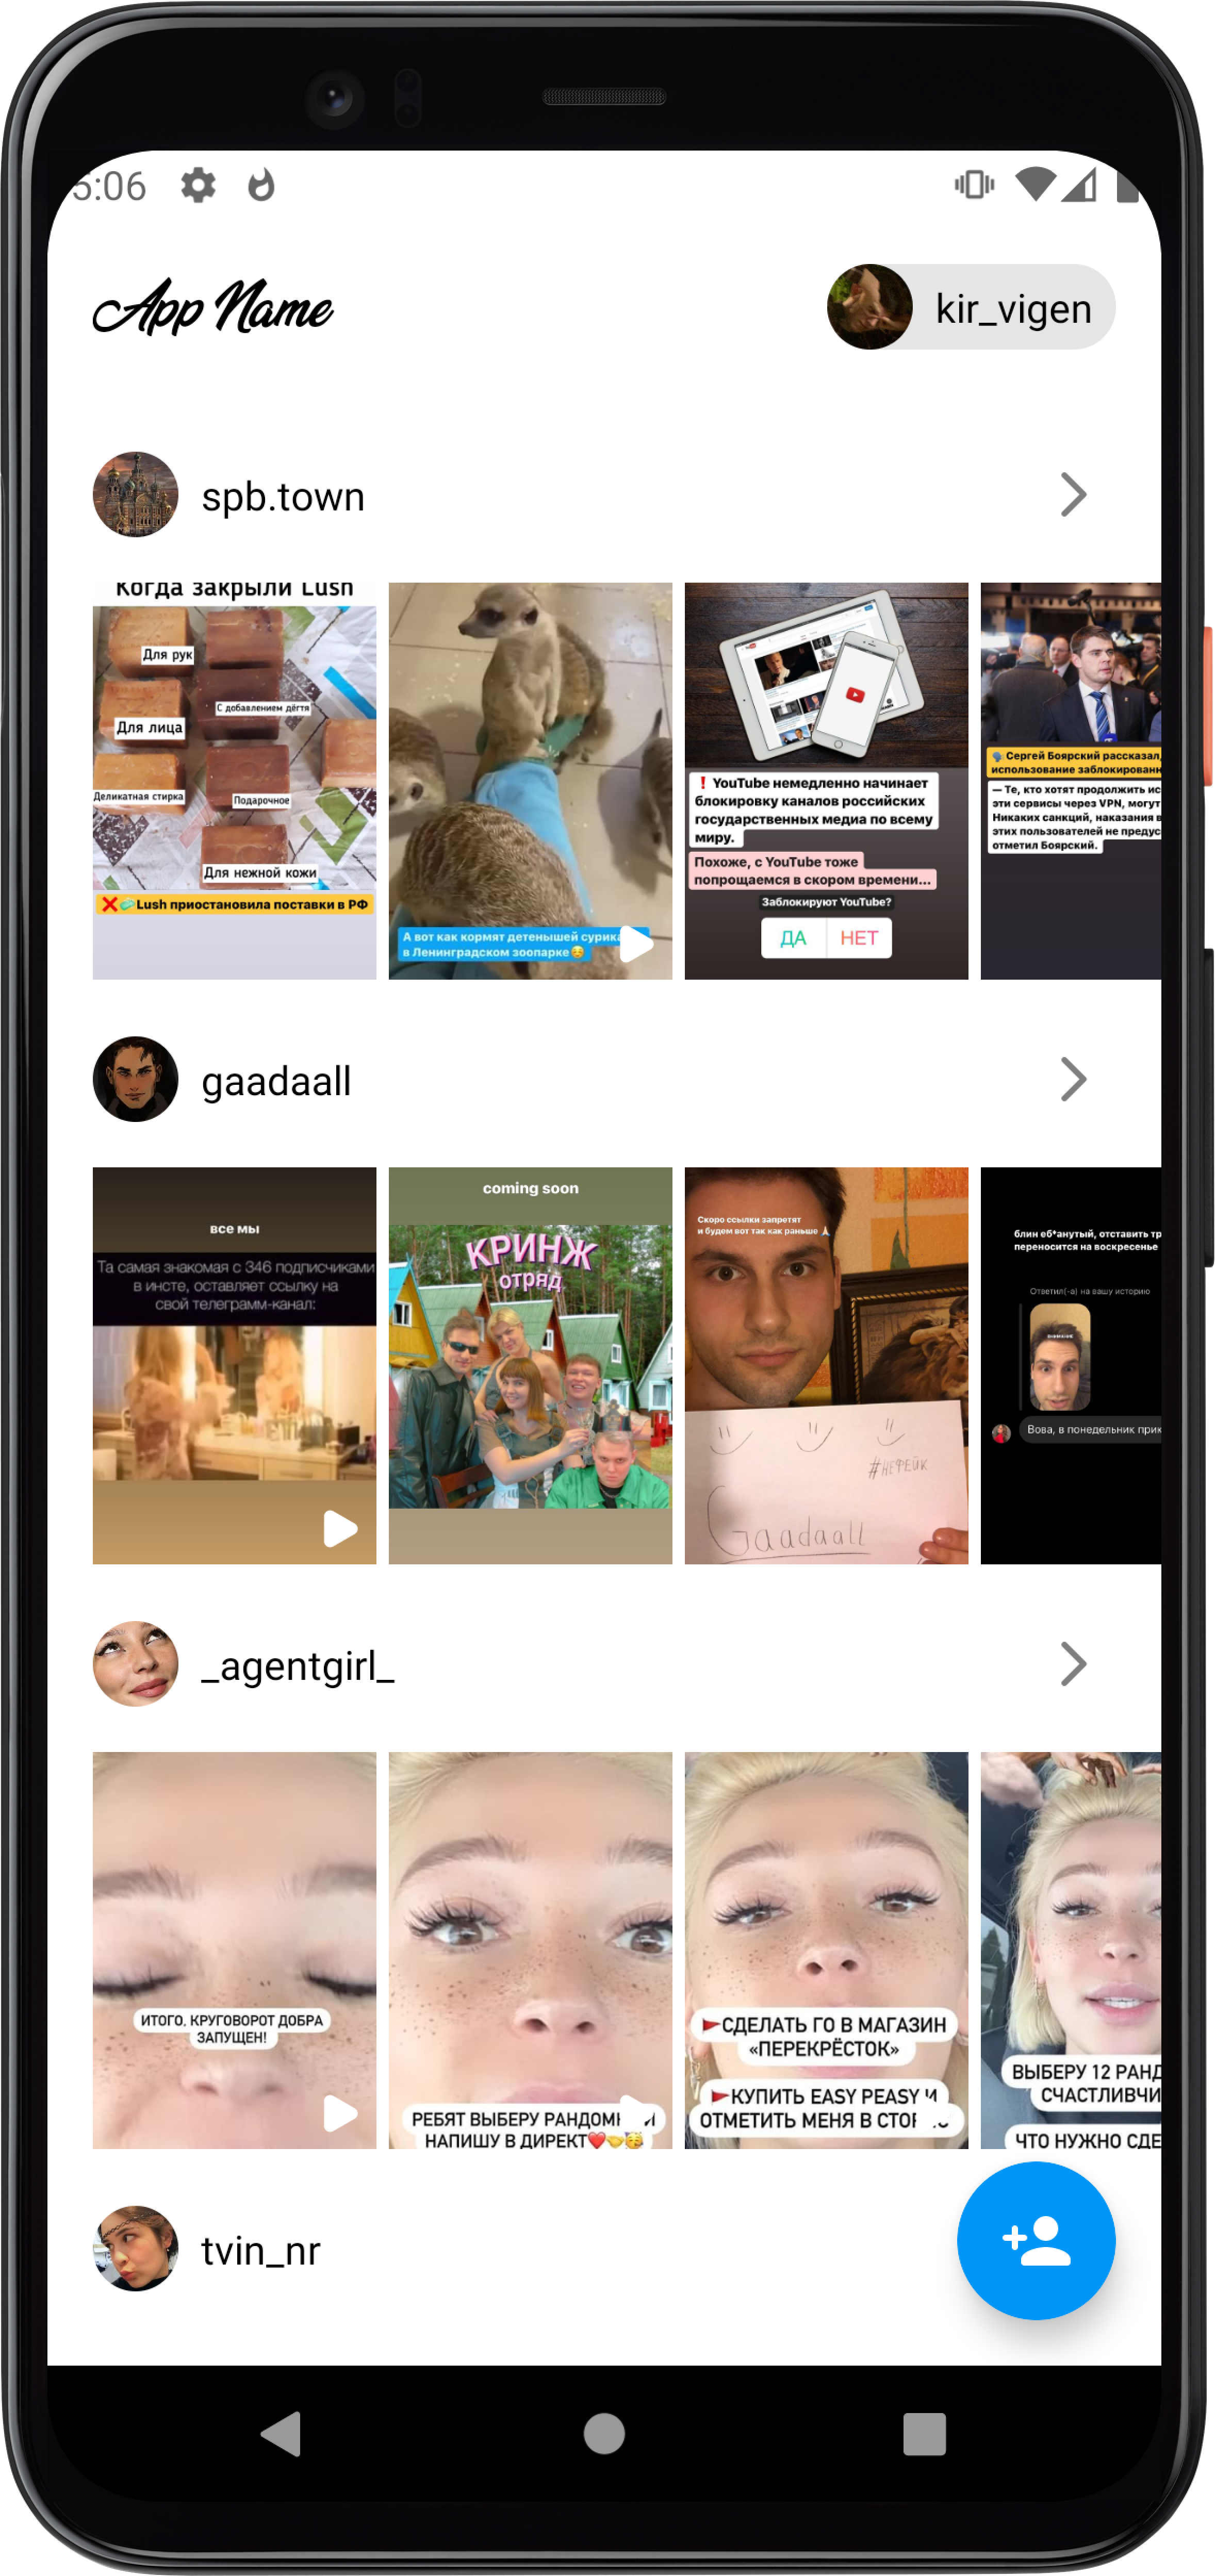 5:06
App Name
kir_vigen
spb.town
Когда закрыли Lush
Для рук
С добавлением дёгтя
Для лица
Деликатная стирка
Подарочное
Для нежной кожи
❌🧼Lush приостановила поставки в РФ
А вот как кормят детенышей сурика
в Ленинградском зоопарке😌
❗ YouTube немедленно начинает
блокировку каналов российских
государственных медиа по всему
миру.
Похоже, с YouTube тоже
попрощаемся в скором времени...
Заблокируют YouTube?
ДА НЕТ
🗣 Сергей Боярский рассказал,
использование заблокированн
— Те, кто хотят продолжить ис
эти сервисы через VPN, могут
Никаких санкций, наказания в
этих пользователей не предус
отметил Боярский.
gaadaall
все мы
Та самая знакомая с 346 подписчиками
в инсте, оставляет ссылку на
свой телеграмм-канал:
coming soon
КРИНЖ
отряд
Скоро ссылки запретят
и будем вот так как раньше 🙏
#НЕФЕЙК
Gaadaall
блин еб*анутый, отставить тр
переносится на воскресенье
Ответил(-а) на вашу историю
Вова, в понедельник прик
_agentgirl_
ИТОГО, КРУГОВОРОТ ДОБРА
ЗАПУЩЕН!
РЕБЯТ ВЫБЕРУ РАНДОМН
НАПИШУ В ДИРЕКТ❤️🤝🥳
🚩СДЕЛАТЬ ГО В МАГАЗИН
«ПЕРЕКРЁСТОК»
🚩КУПИТЬ EASY PEASY И
ОТМЕТИТЬ МЕНЯ В СТОР
ВЫБЕРУ 12 РАНД
СЧАСТЛИВЧИ
ЧТО НУЖНО СДЕ
tvin_nr